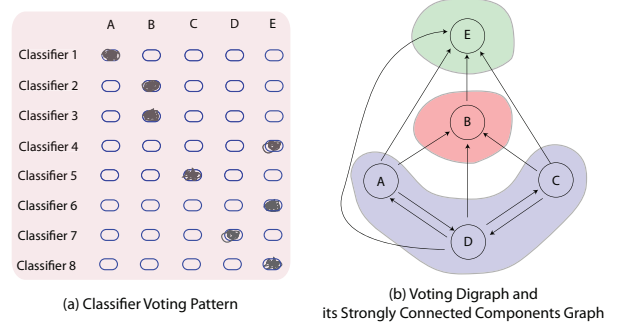 A B C D E
Classifier 1
Classifier 2
Classifier 3
Classifier 4
Classifier 5
Classifier 6
Classifier 7
Classifier 8
(a) Classifier Voting Pattern
E
B
A
C
D
(b) Voting Digraph and
its Strongly Connected Components Graph